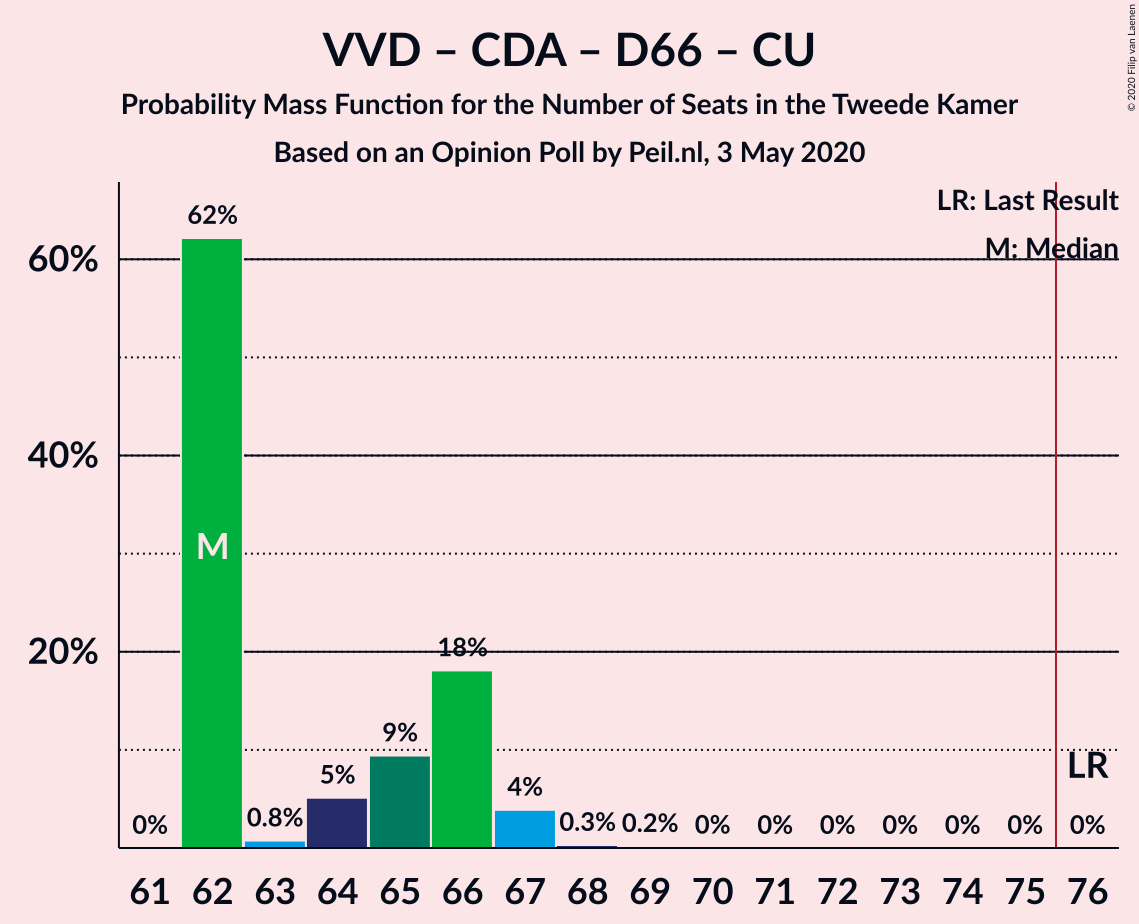 VVD – CDA – D66 – CU
Probability Mass Function for the Number of Seats in the Tweede Kamer
Based on an Opinion Poll by Peil.nl, 3 May 2020
© 2020 Filip van Laenen
LR: Last Result
M: Median
60%
40%
20%
0%
62%
0.8%
5%
9%
18%
4%
0.3%
0.2%
0%
0%
0%
0%
0%
0%
0%
M
LR
61 62 63 64 65 66 67 68 69 70 71 72 73 74 75 76